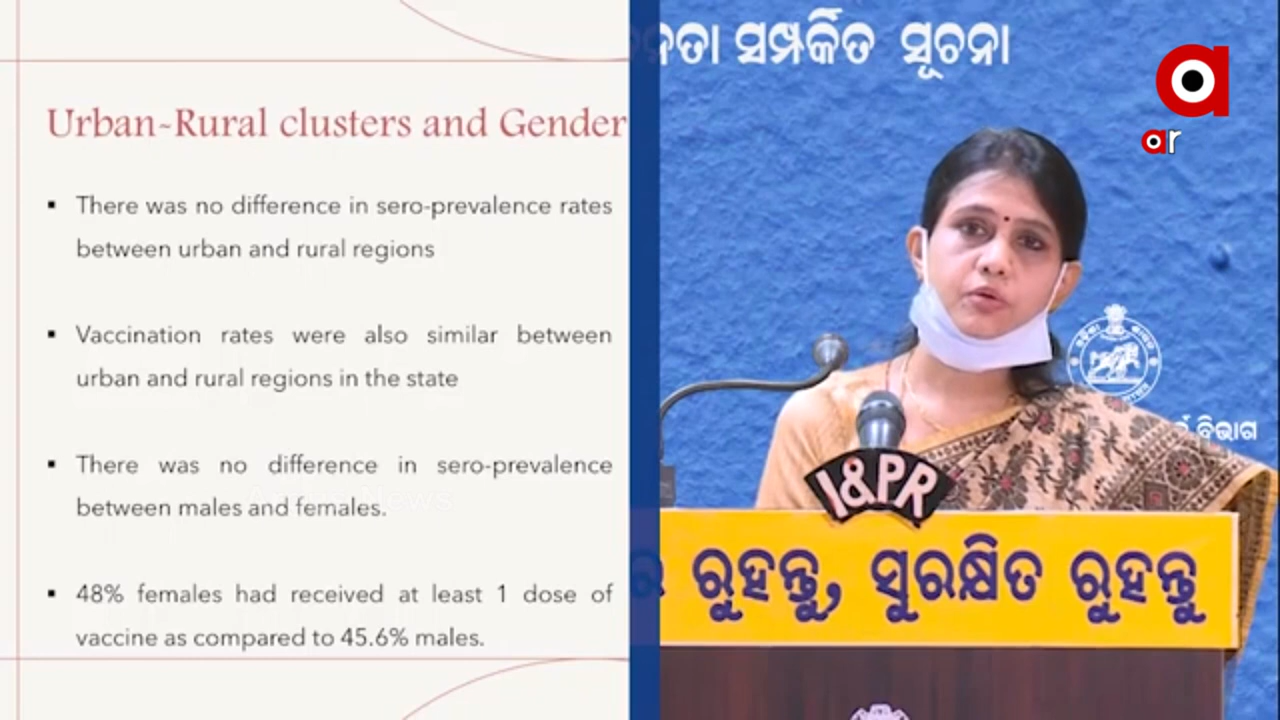 Urban-Rural clusters and Gender
▪ There was no difference in sero-prevalence rates
between urban and rural regions
▪ Vaccination rates were also similar between
urban and rural regions in the state
▪ There was no difference in sero-prevalence
between males and females.
▪ 48% females had received at least 1 dose of
vaccine as compared to 45.6% males.
ସମ୍ପର୍କିତ ସୂଚନା
a
ar
ବିଭାଗ
I&PR
ରୁହନ୍ତୁ, ସୁରକ୍ଷିତ ରୁହନ୍ତୁ